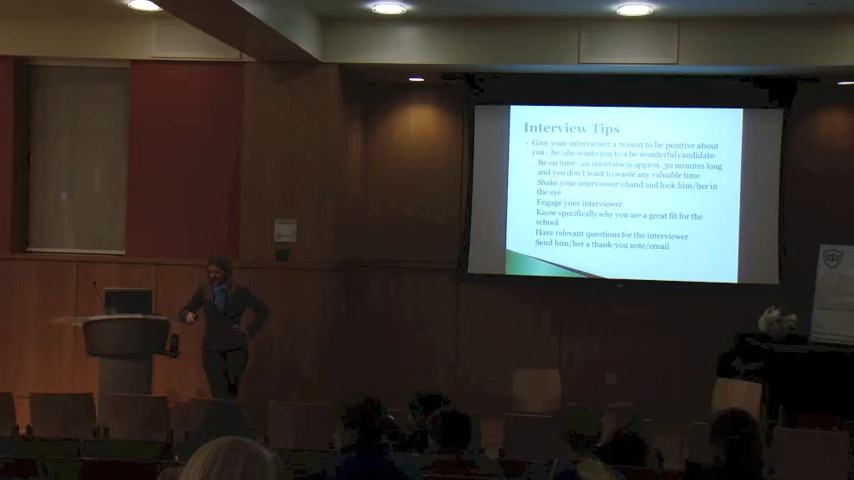 Interview Tips
Give your interviewer a reason to be positive about
you - he/she wants you to a be wonderful candidate:
Be on time-an interview is approx. 30 minutes long
and you don't want to waste any valuable time
Shake your interviewer's hand and look him/her in
the eye
Engage your interviewer
Know specifically why you are a great fit for the
school
Have relevant questions for the interviewer
Send him/her a thank-you note/email